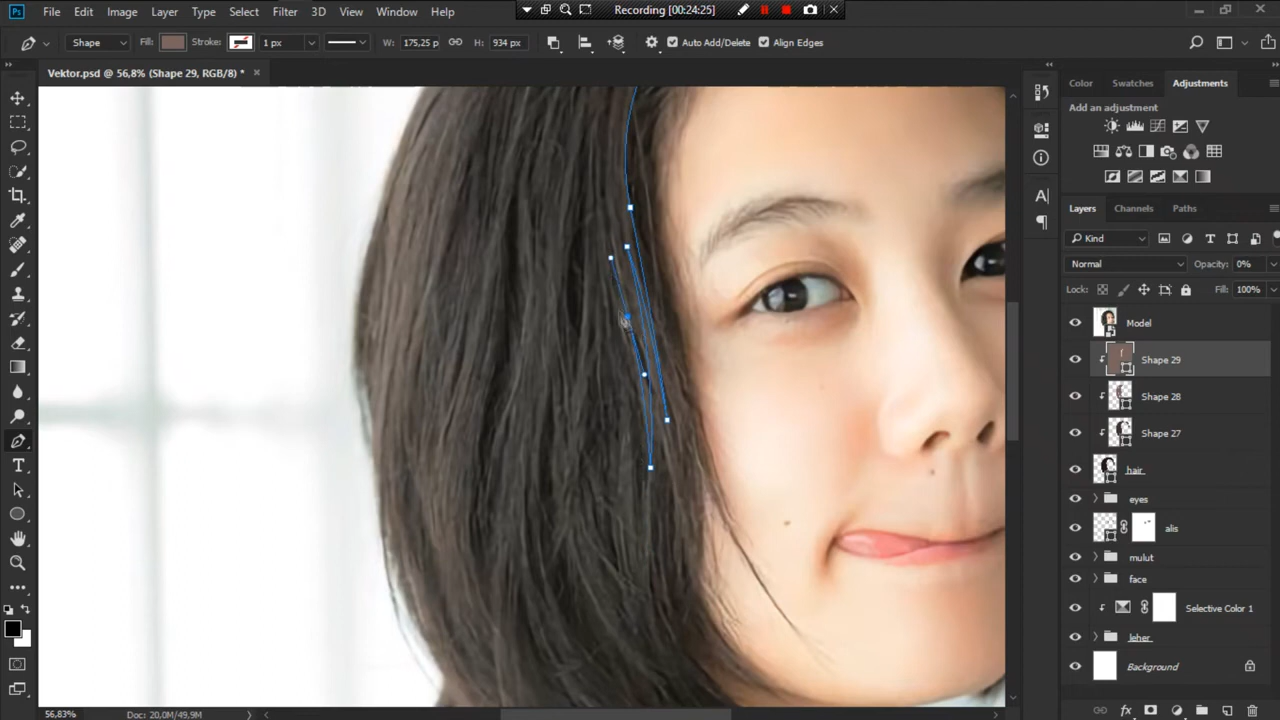 Ps File Edit Image Layer Type Select Filter 3D View Window Help Recording [00:24:25]
Shape Fill: Stroke: 1 px W: 175,25 p H: 934 px Auto Add/Delete Align Edges
Vektor.psd @ 56,8% (Shape 29, RGB/8) *
Color Swatches Adjustments
Add an adjustment
Layers Channels Paths
Kind
Normal Opacity: 0%
Lock: Fill: 100%
Model
Shape 29
Shape 28
Shape 27
hair
eyes
alis
mulut
face
Selective Color 1
leher
Background
56,83% Doc: 20,0M/49,9M